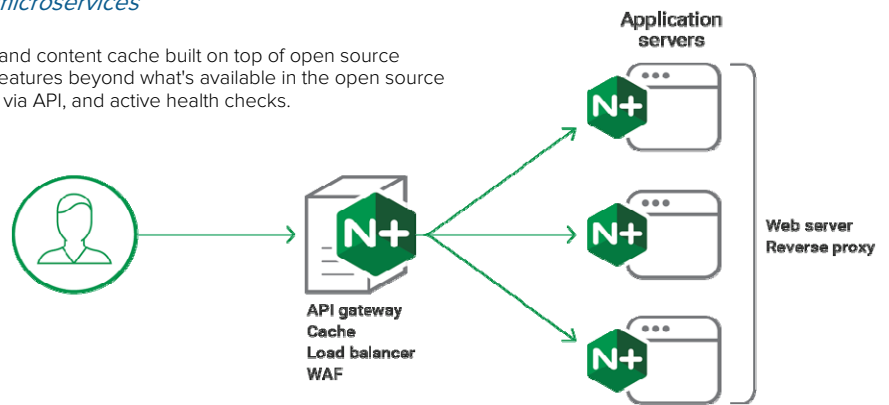 microservices
and content cache built on top of open source
eatures beyond what's available in the open source
via API, and active health checks.
Application
servers
N+
N+
N+
N+
API gateway
Cache
Load balancer
WAF
Web server
Reverse proxy